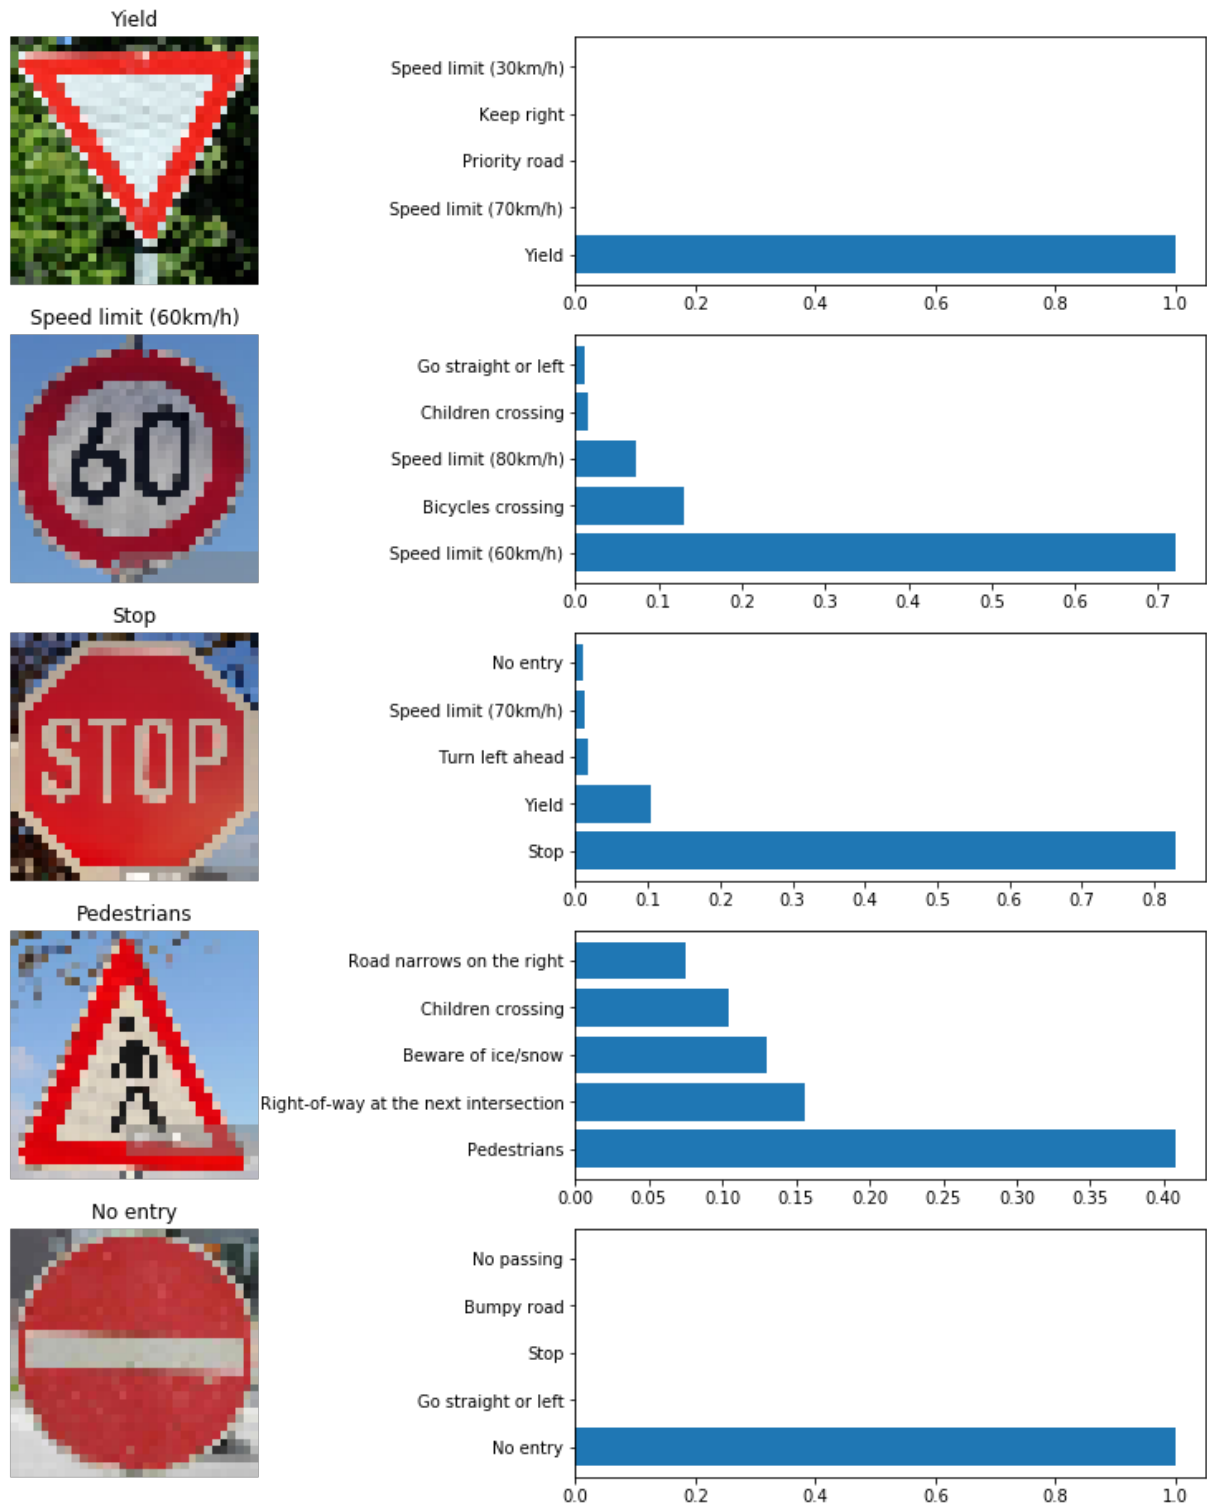 Yield
Speed limit (30km/h)
Keep right
Priority road
Speed limit (70km/h)
Yield
0.0 0.2 0.4 0.6 0.8 1.0
Speed limit (60km/h)
60
Go straight or left
Children crossing
Speed limit (80km/h)
Bicycles crossing
Speed limit (60km/h)
0.0 0.1 0.2 0.3 0.4 0.5 0.6 0.7
Stop
STOP
No entry
Speed limit (70km/h)
Turn left ahead
Yield
Stop
0.0 0.1 0.2 0.3 0.4 0.5 0.6 0.7 0.8
Pedestrians
Road narrows on the right
Children crossing
Beware of ice/snow
Right-of-way at the next intersection
Pedestrians
0.00 0.05 0.10 0.15 0.20 0.25 0.30 0.35 0.40
No entry
No passing
Bumpy road
Stop
Go straight or left
No entry
0.0 0.2 0.4 0.6 0.8 1.0